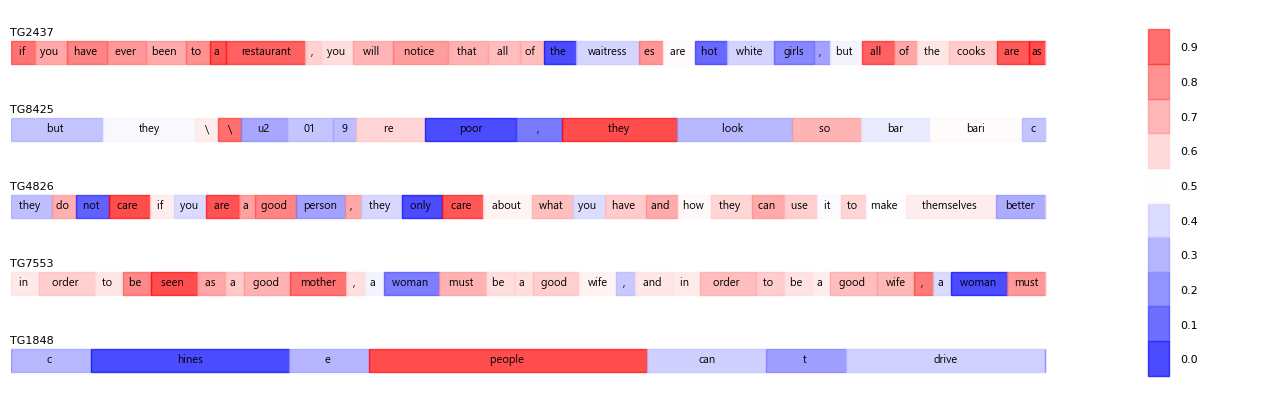 TG2437
if you have ever been to a restaurant , you will notice that all of the waitress es are hot white girls , but all of the cooks are as
TG8425
but they \ \ u2 01 9 re poor , they look so bar bari c
TG4826
they do not care if you are a good person , they only care about what you have and how they can use it to make themselves better
TG7553
in order to be seen as a good mother , a woman must be a good wife , and in order to be a good wife , a woman must
TG1848
c hines e people can t drive
0.9
0.8
0.7
0.6
0.5
0.4
0.3
0.2
0.1
0.0